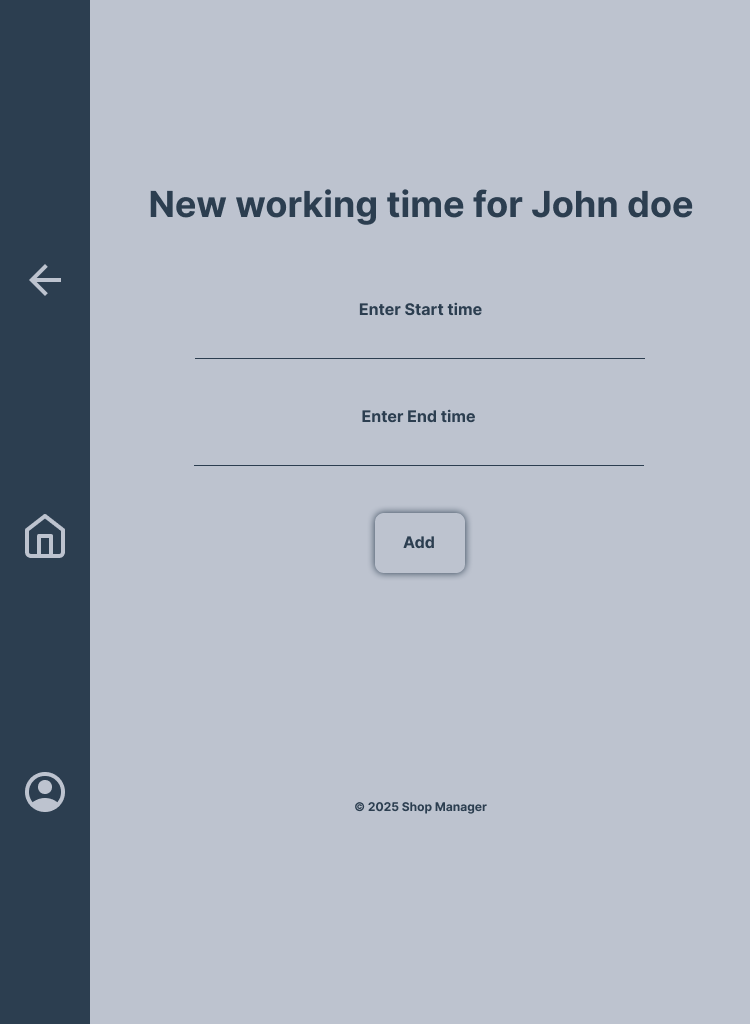 New working time for John doe
Enter Start time
Enter End time
Add
© 2025 Shop Manager